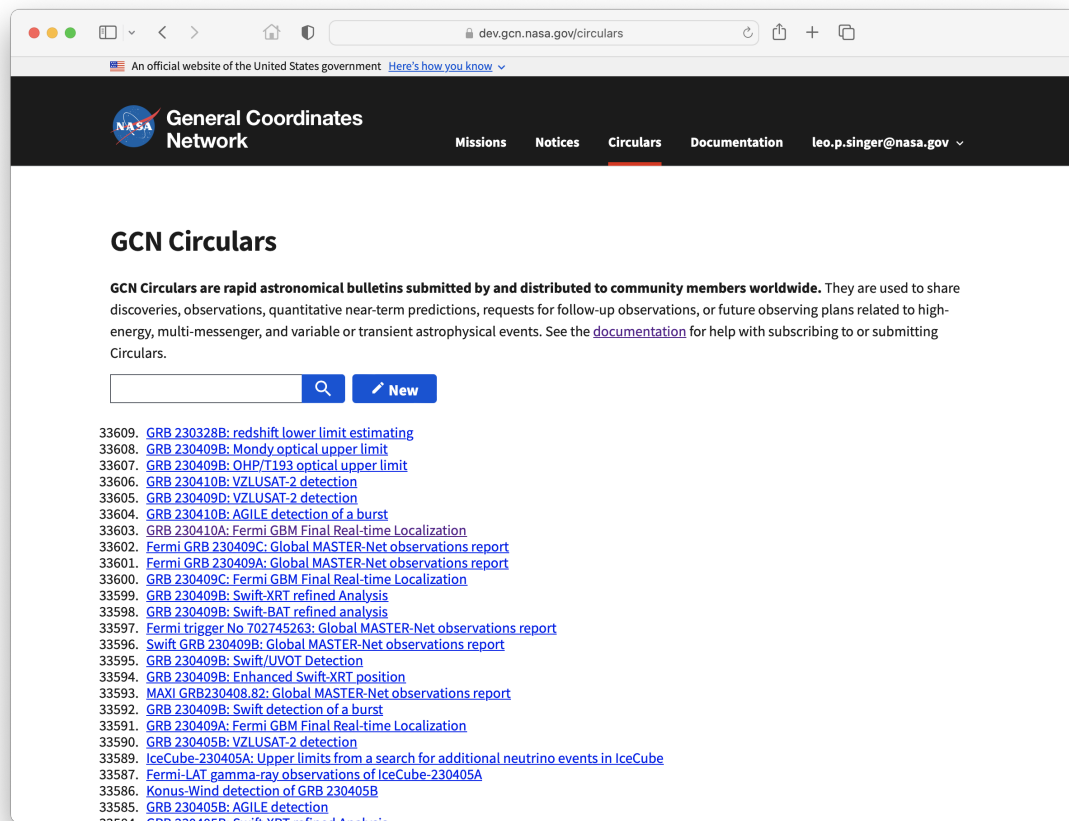 dev.gcn.nasa.gov/circulars
An official website of the United States government Here's how you know
NASA
General Coordinates
Network
Missions Notices Circulars Documentation leo.p.singer@nasa.gov
GCN Circulars
GCN Circulars are rapid astronomical bulletins submitted by and distributed to community members worldwide. They are used to share
discoveries, observations, quantitative near-term predictions, requests for follow-up observations, or future observing plans related to high-
energy, multi-messenger, and variable or transient astrophysical events. See the documentation for help with subscribing to or submitting
Circulars.
New
33609. GRB 230328B: redshift lower limit estimating
33608. GRB 230409B: Mondy optical upper limit
33607. GRB 230409B: OHP/T193 optical upper limit
33606. GRB 230410B: VZLUSAT-2 detection
33605. GRB 230409D: VZLUSAT-2 detection
33604. GRB 230410B: AGILE detection of a burst
33603. GRB 230410A: Fermi GBM Final Real-time Localization
33602. Fermi GRB 230409C: Global MASTER-Net observations report
33601. Fermi GRB 230409A: Global MASTER-Net observations report
33600. GRB 230409C: Fermi GBM Final Real-time Localization
33599. GRB 230409B: Swift-XRT refined Analysis
33598. GRB 230409B: Swift-BAT refined analysis
33597. Fermi trigger No 702745263: Global MASTER-Net observations report
33596. Swift GRB 230409B: Global MASTER-Net observations report
33595. GRB 230409B: Swift/UVOT Detection
33594. GRB 230409B: Enhanced Swift-XRT position
33593. MAXI GRB230408.82: Global MASTER-Net observations report
33592. GRB 230409B: Swift detection of a burst
33591. GRB 230409A: Fermi GBM Final Real-time Localization
33590. GRB 230405B: VZLUSAT-2 detection
33589. IceCube-230405A: Upper limits from a search for additional neutrino events in IceCube
33587. Fermi-LAT gamma-ray observations of IceCube-230405A
33586. Konus-Wind detection of GRB 230405B
33585. GRB 230405B: AGILE detection